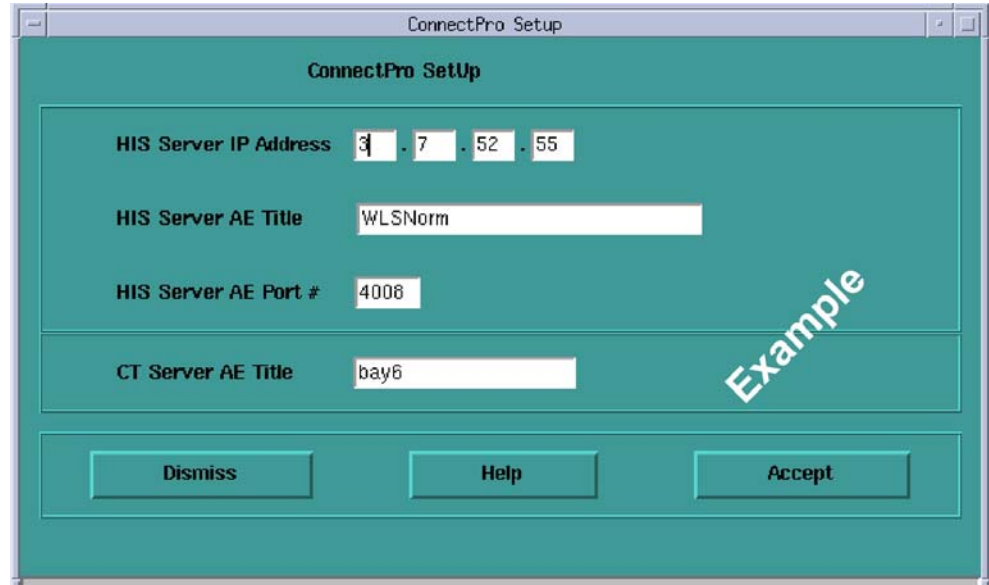 ConnectPro Setup
ConnectPro SetUp
HIS Server IP Address 3 . 7 . 52 . 55
HIS Server AE Title WLSNorm
HIS Server AE Port # 4008
CT Server AE Title bay6
Example
Dismiss Help Accept